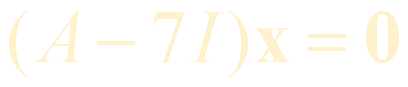 (A − 7I)x = 0